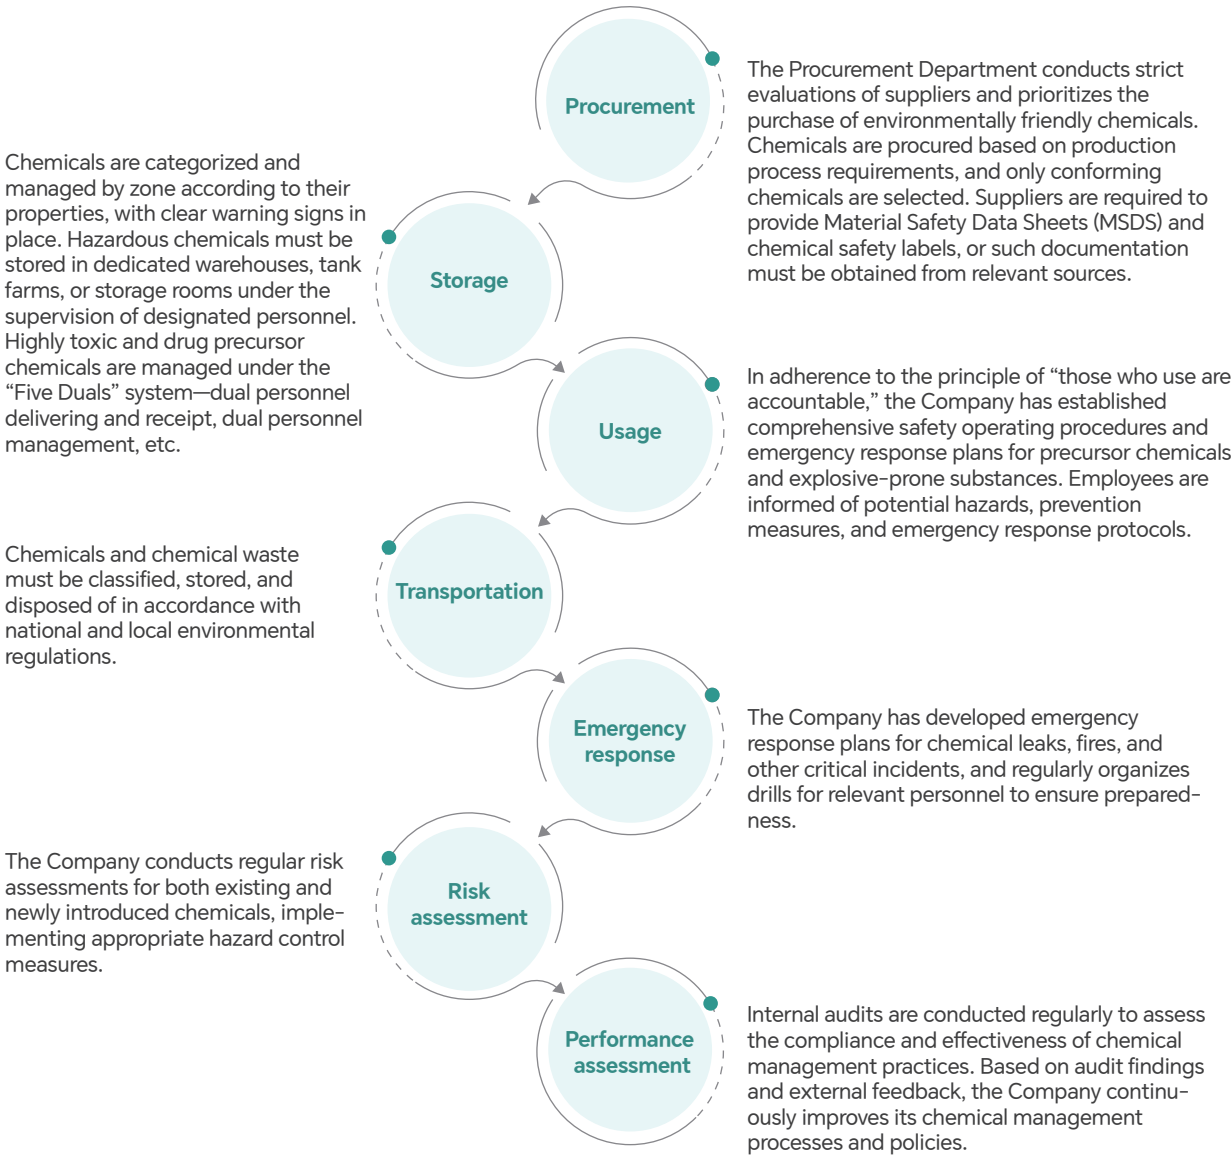 Procurement
The Procurement Department conducts strict
evaluations of suppliers and prioritizes the
purchase of environmentally friendly chemicals.
Chemicals are procured based on production
process requirements, and only conforming
chemicals are selected. Suppliers are required to
provide Material Safety Data Sheets (MSDS) and
chemical safety labels, or such documentation
must be obtained from relevant sources.
Storage
Chemicals are categorized and
managed by zone according to their
properties, with clear warning signs in
place. Hazardous chemicals must be
stored in dedicated warehouses, tank
farms, or storage rooms under the
supervision of designated personnel.
Highly toxic and drug precursor
chemicals are managed under the
“Five Duals” system—dual personnel
delivering and receipt, dual personnel
management, etc.
Usage
In adherence to the principle of “those who use are
accountable,” the Company has established
comprehensive safety operating procedures and
emergency response plans for precursor chemicals
and explosive-prone substances. Employees are
informed of potential hazards, prevention
measures, and emergency response protocols.
Transportation
Chemicals and chemical waste
must be classified, stored, and
disposed of in accordance with
national and local environmental
regulations.
Emergency
response
The Company has developed emergency
response plans for chemical leaks, fires, and
other critical incidents, and regularly organizes
drills for relevant personnel to ensure prepared-
ness.
Risk
assessment
The Company conducts regular risk
assessments for both existing and
newly introduced chemicals, imple-
menting appropriate hazard control
measures.
Performance
assessment
Internal audits are conducted regularly to assess
the compliance and effectiveness of chemical
management practices. Based on audit findings
and external feedback, the Company continu-
ously improves its chemical management
processes and policies.